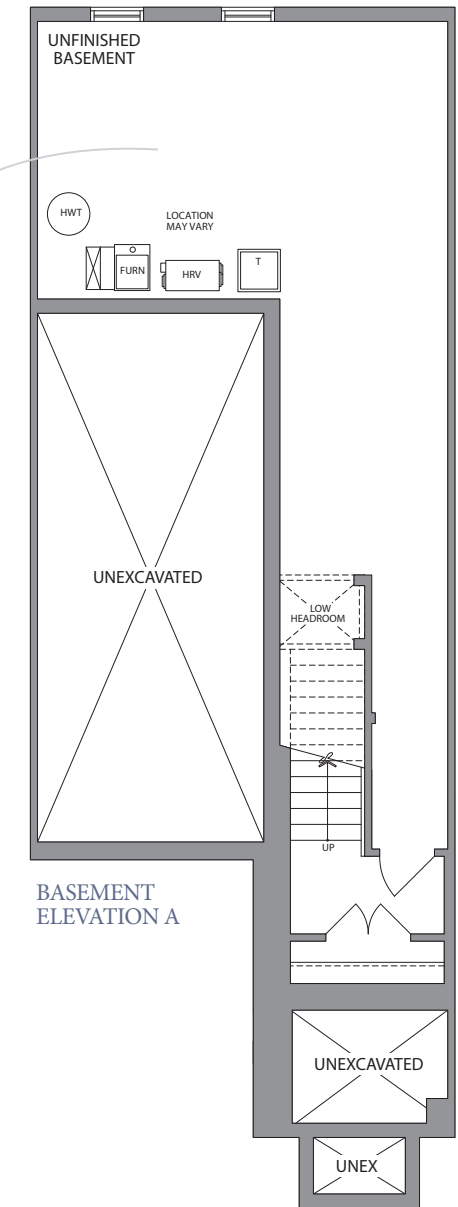 UNFINISHED
BASEMENT
HWT
LOCATION
MAY VARY
FURN
HRV
T
UNEXCAVATED
LOW
HEADROOM
UP
BASEMENT
ELEVATION A
UNEXCAVATED
UNEX